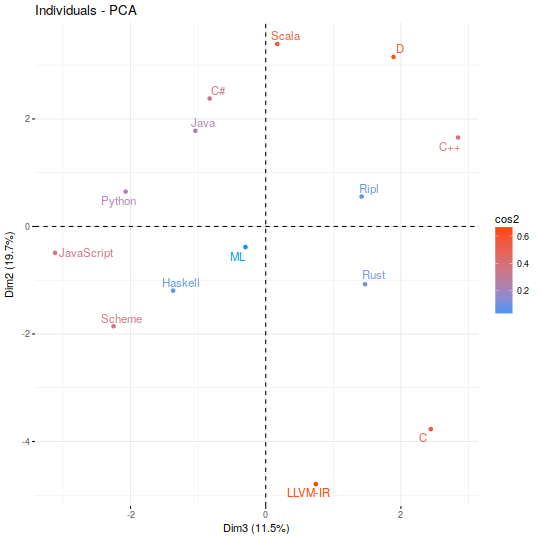 Individuals - PCA
Scala
D
C#
Java
C++
Ripl
Python
JavaScript
ML
Haskell
Rust
Scheme
C
LLVM-IR
2
0
-2
-4
Dim2 (19.7%)
-2
0
2
Dim3 (11.5%)
cos2
0.6
0.4
0.2